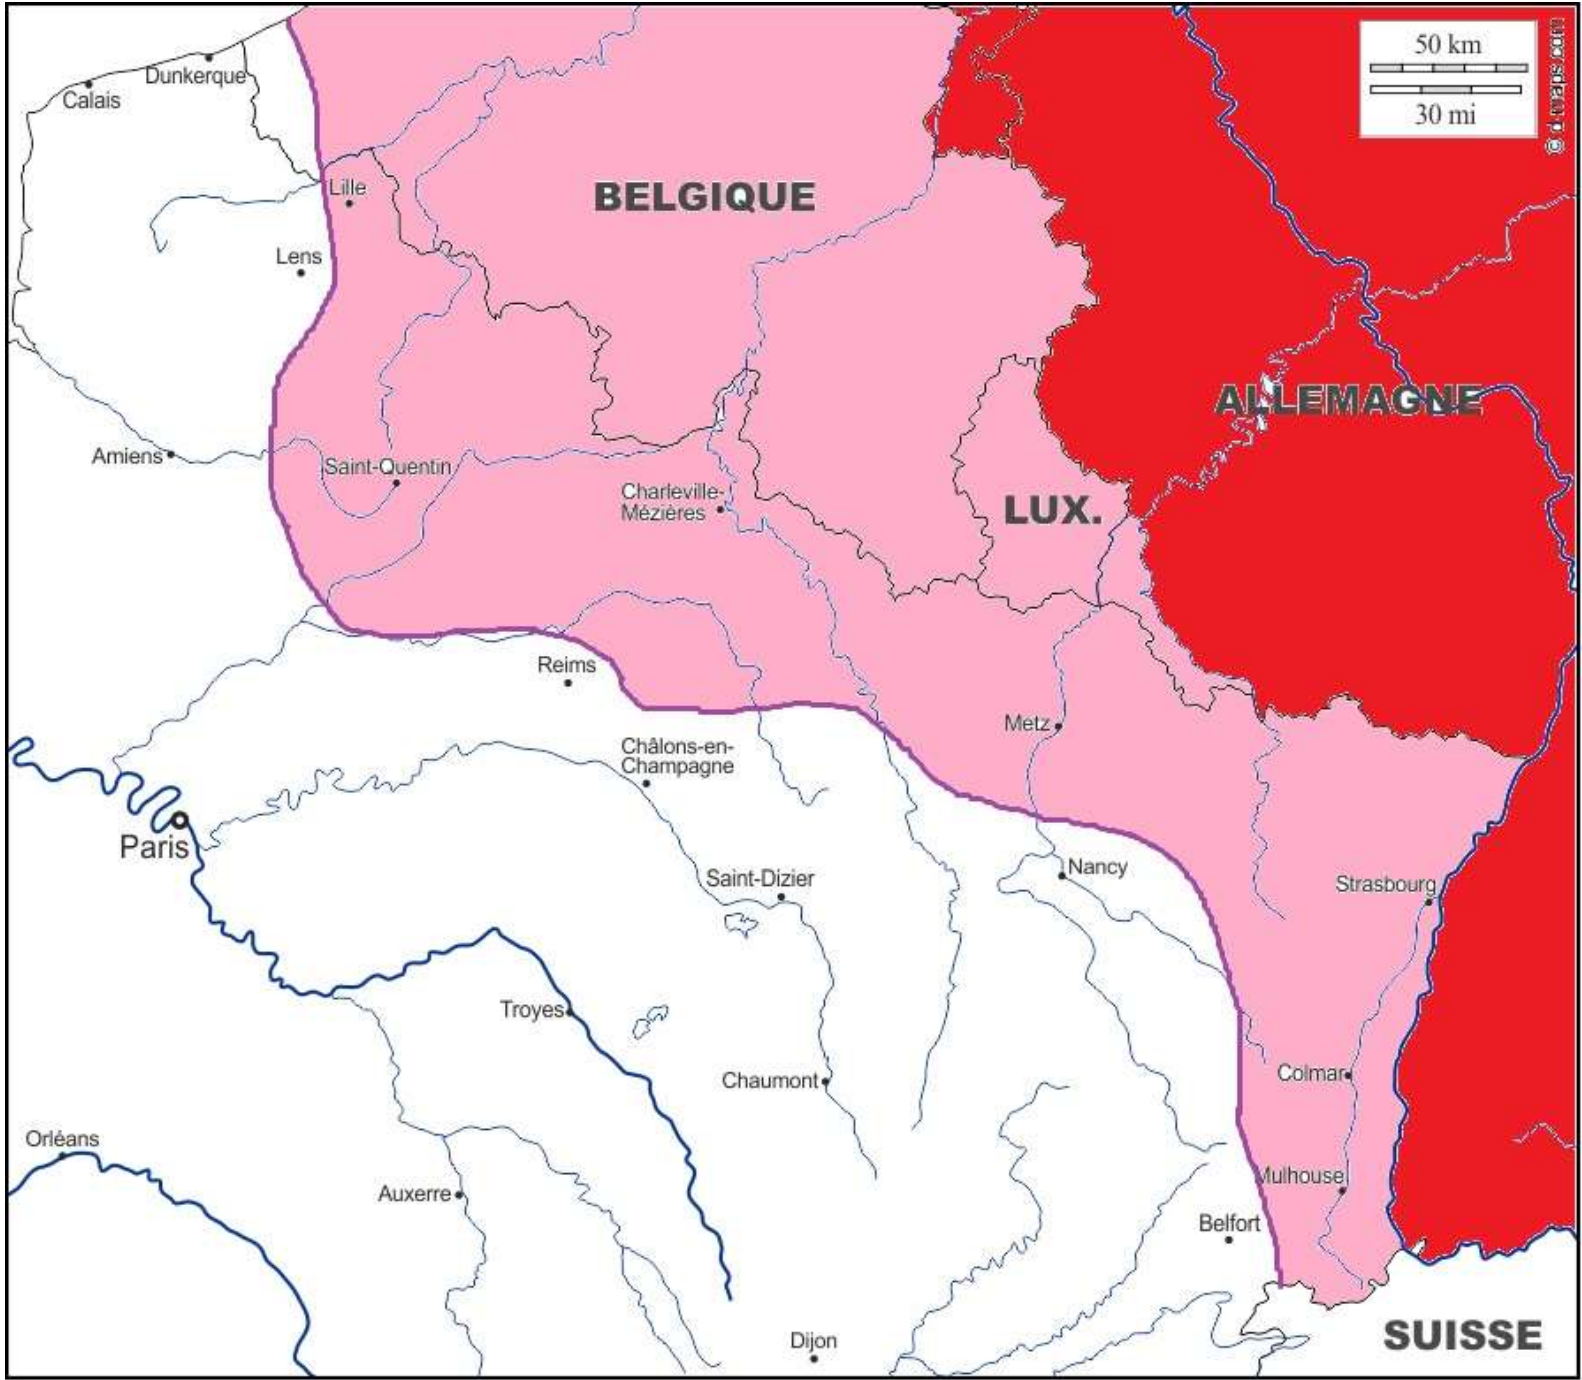 50 km
30 mi
© d-maps.com
Dunkerque
Calais
Lille
BELGIQUE
Lens
ALLEMAGNE
Amiens
Saint-Quentin
Charleville-
Mézières
LUX.
Reims
Metz
Châlons-en-
Champagne
Paris
Nancy
Saint-Dizier
Strasbourg
Troyes
Colmar
Chaumont
Orléans
Mulhouse
Auxerre
Belfort
Dijon
SUISSE